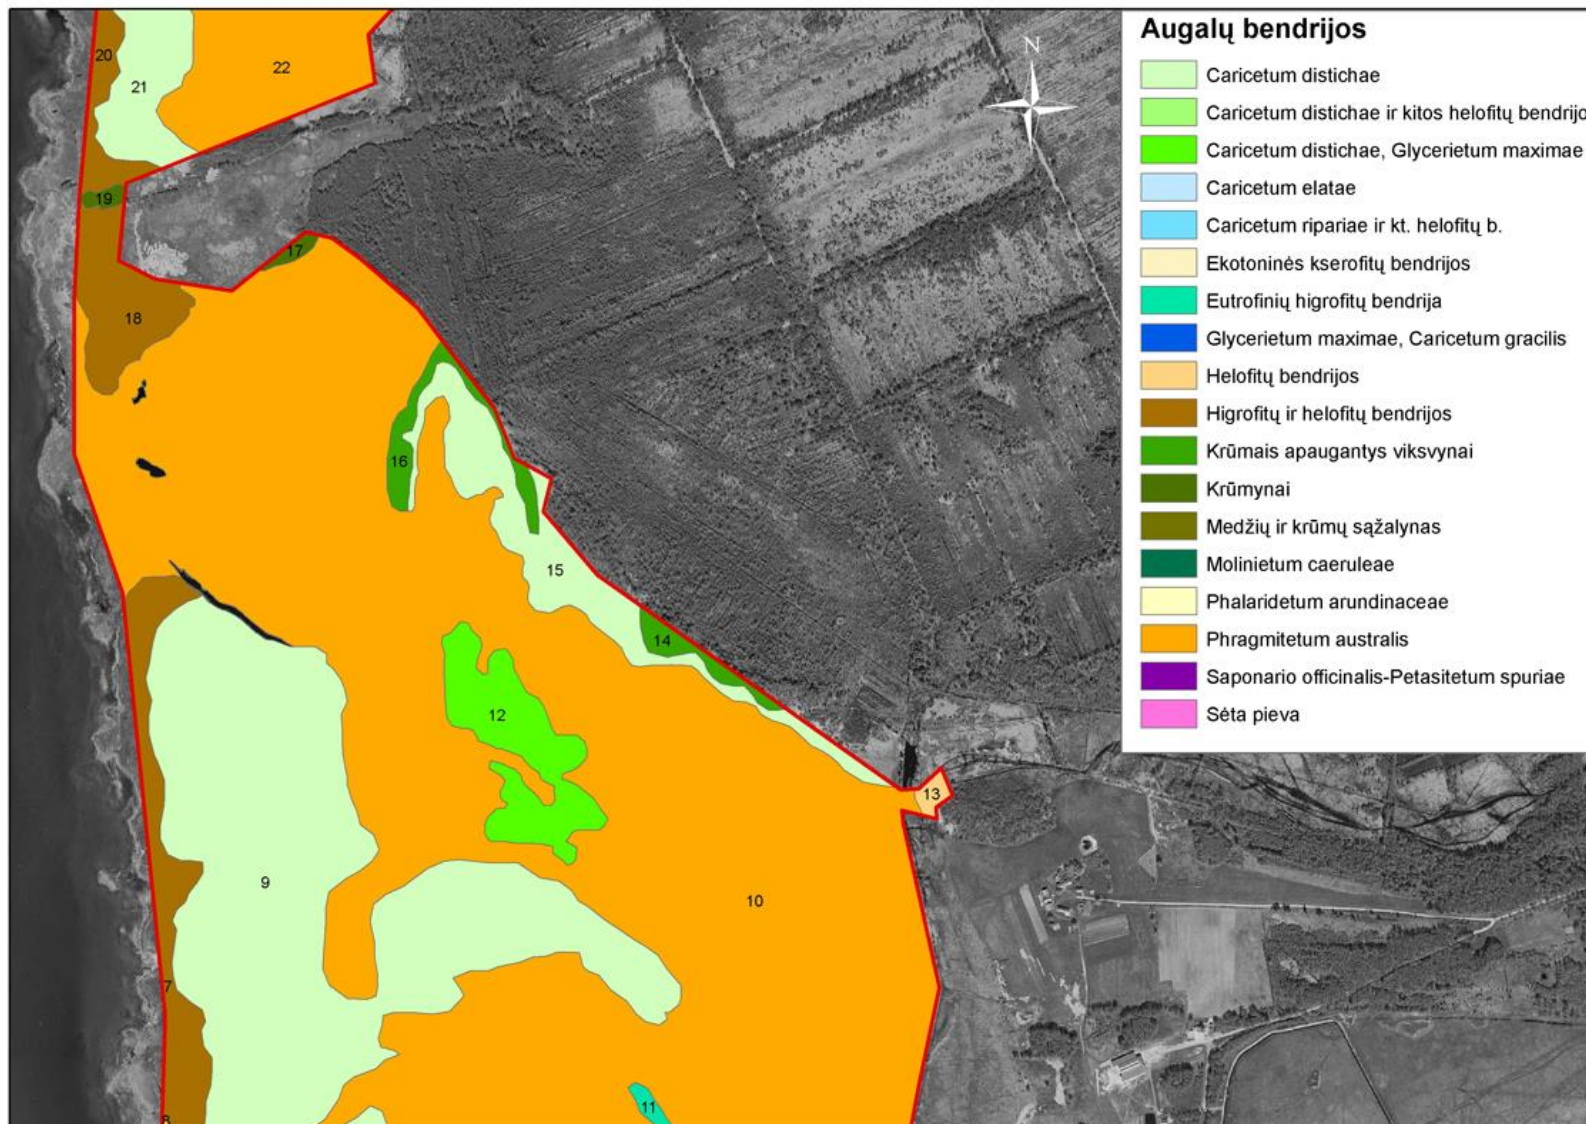 Augalų bendrijos
N
Caricetum distichae
Caricetum distichae ir kitos helofitų bendrijo
Caricetum distichae, Glycerietum maximae
Caricetum elatae
Caricetum ripariae ir kt. helofitų b.
Ekotoninės kserofitų bendrijos
Eutrofinių higrofitų bendrija
Glycerietum maximae, Caricetum gracilis
Helofitų bendrijos
Higrofitų ir helofitų bendrijos
Krūmais apaugantys viksvynai
Krūmynai
Medžių ir krūmų sąžalynas
Molinietum caeruleae
Phalaridetum arundinaceae
Phragmitetum australis
Saponario officinalis-Petasitetum spuriae
Sėta pieva
20
22
21
19
17
18
16
15
14
12
13
9
10
7
11
8